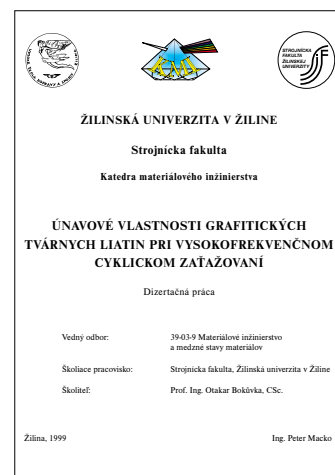 STROJNÍCKA
FAKULTA
ŽILINSKEJ
UNIVERZITY
ŽILINSKÁ UNIVERZITA V ŽILINE
Strojnícka fakulta
Katedra materiálového inžinierstva
ÚNAVOVÉ VLASTNOSTI GRAFITICKÝCH
TVÁRNYCH LIATIN PRI VYSOKOFREKVENČNOM
CYKLICKOM ZAŤAŽOVANÍ
Dizertačná práca
Vedný odbor: 39-03-9 Materiálové inžinierstvo
a medzné stavy materiálov
Školiace pracovisko: Strojnícka fakulta, Žilinská univerzita v Žiline
Školiteľ: Prof. Ing. Otakar Bokůvka, CSc.
Žilina, 1999 Ing. Peter Macko